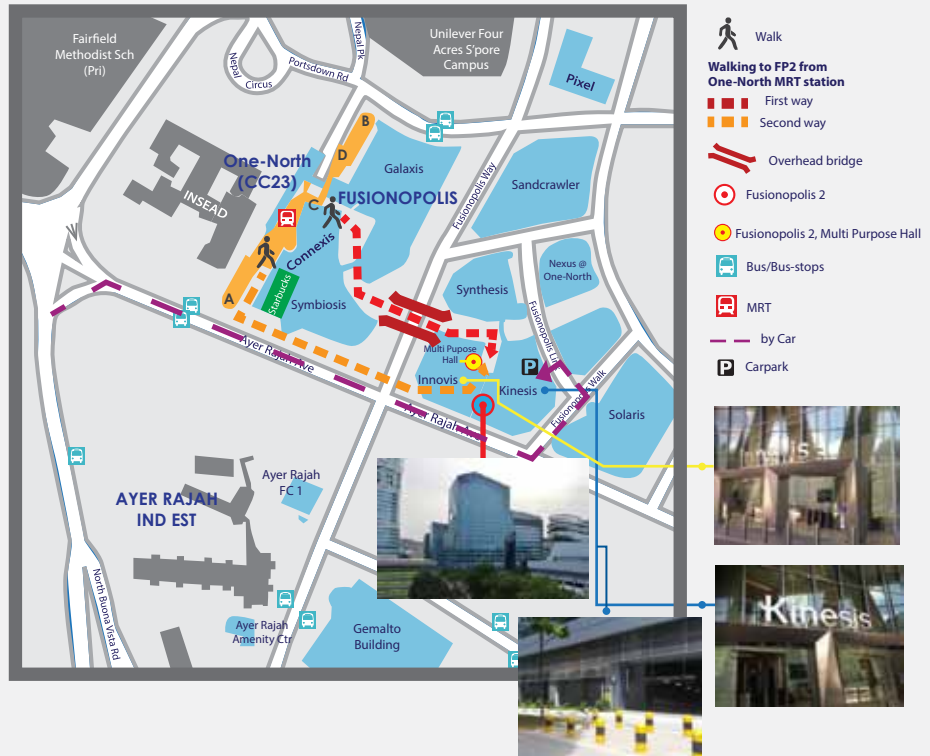 Fairfield
Methodist Sch
(Pri)
Nepal
Circus
Portsdown Rd
Nepal Pk
Unilever Four
Acres S'pore
Campus
Pixel
B
D
Galaxis
One-North
(CC23)
INSEAD
C
FUSIONOPOLIS
Fusionopolis Way
Sandcrawler
Connexis
Starbucks
Symbiosis
A
Synthesis
Nexus @
One-North
Fusionopolis Lin
Ayer Rajah Ave
Multi Pupose
Hall
Innovis
P
Kinesis
Fusionopolis Walk
Solaris
Ayer Rajah Ave
AYER RAJAH
IND EST
Ayer Rajah
FC 1
North Buona Vista Rd
Ayer Rajah
Amenity Ctr
Gemalto
Building
Walk
Walking to FP2 from
One-North MRT station
First way
Second way
Overhead bridge
Fusionopolis 2
Fusionopolis 2, Multi Purpose Hall
Bus/Bus-stops
MRT
by Car
P
Carpark
Innovis
Kinesis